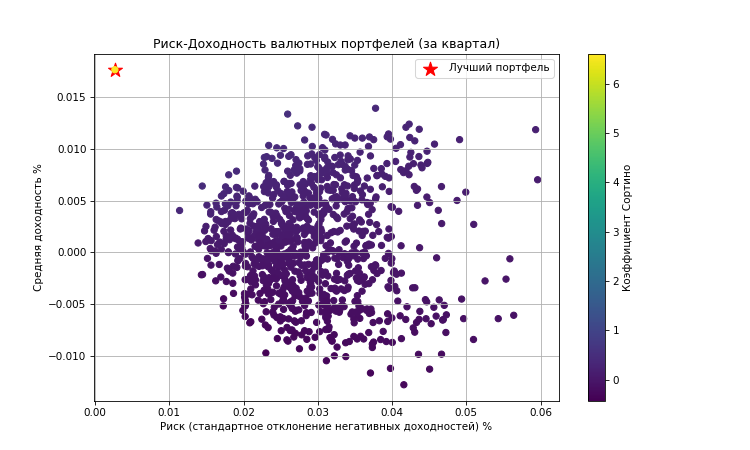 Риск-Доходность валютных портфелей (за квартал)
Лучший портфель
0.015
0.010
0.005
0.000
−0.005
−0.010
Средняя доходность %
0.00 0.01 0.02 0.03 0.04 0.05 0.06
Риск (стандартное отклонение негативных доходностей) %
6
5
4
3
2
1
0
Коэффициент Сортино